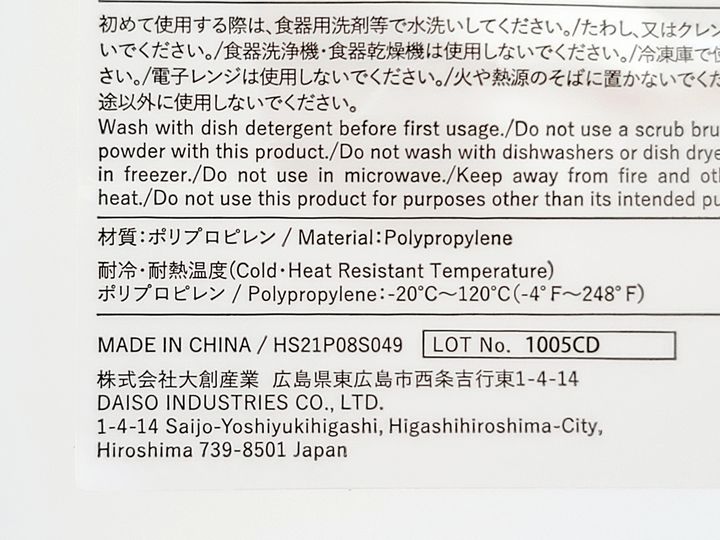 初めて使用する際は、食器用洗剤等で水洗いしてください。/たわし、又はクレン
いでください。/食器洗浄機・食器乾燥機は使用しないでください。/冷凍庫で使
さい。/電子レンジは使用しないでください。/火や熱源のそばに置かないでくだ
途以外に使用しないでください。
Wash with dish detergent before first usage./Do not use a scrub bru
powder with this product./Do not wash with dishwashers or dish drye
in freezer./Do not use in microwave./Keep away from fire and ot
heat./Do not use this product for purposes other than its intended pu
材質:ポリプロピレン / Material:Polypropylene
耐冷・耐熱温度(Cold・Heat Resistant Temperature)
ポリプロピレン / Polypropylene:-20°C〜120°C(-4°F〜248°F)
MADE IN CHINA / HS21P08S049 LOT No. 1005CD
株式会社大創産業 広島県東広島市西条吉行東1-4-14
DAISO INDUSTRIES CO., LTD.
1-4-14 Saijo-Yoshiyukihigashi, Higashihiroshima-City,
Hiroshima 739-8501 Japan